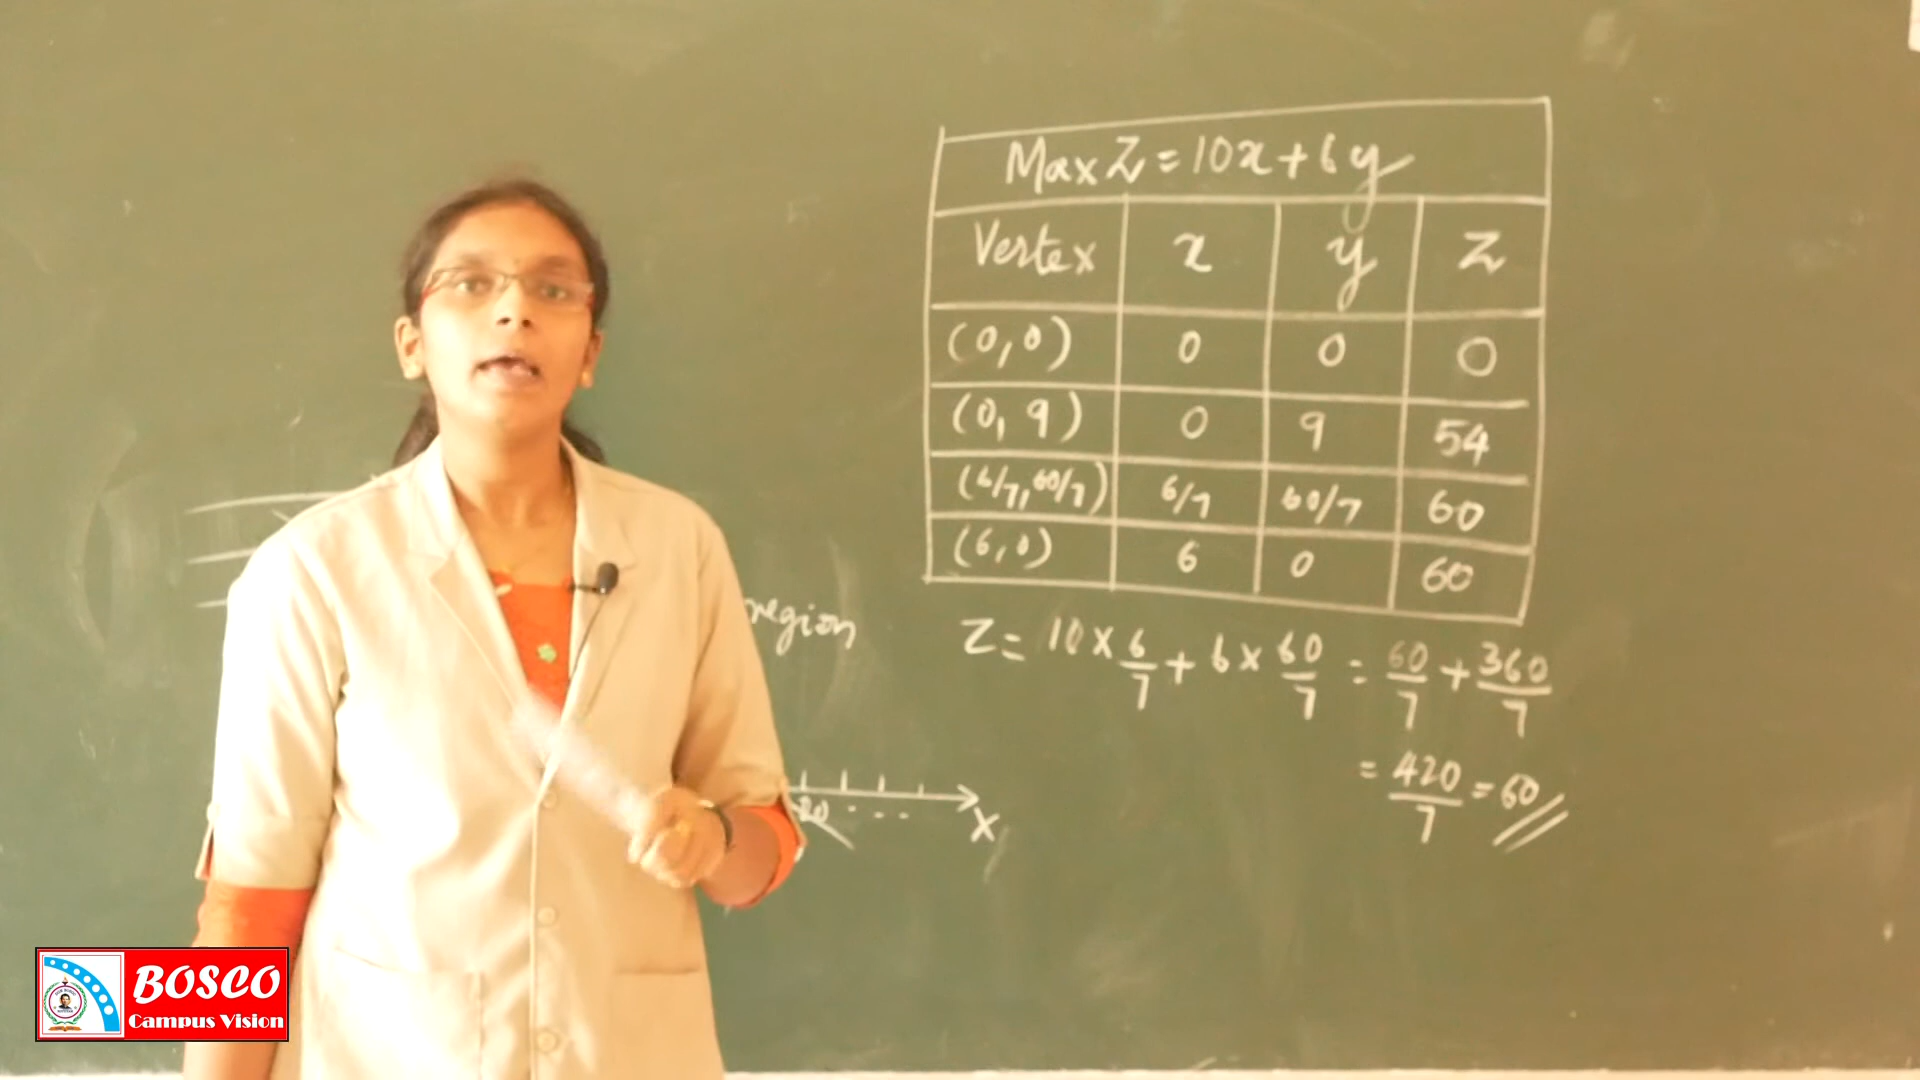 Max Z = 10x + 6y
Vertex x y Z
(0,0) 0 0 0
(0,9) 0 9 54
(6/7,60/7) 6/7 60/7 60
(6,0) 6 0 60
region
Z = 10 × 6/7 + 6 × 60/7 = 60/7 + 360/7
= 420/7 = 60//
20
X
BOSCO
Campus Vision